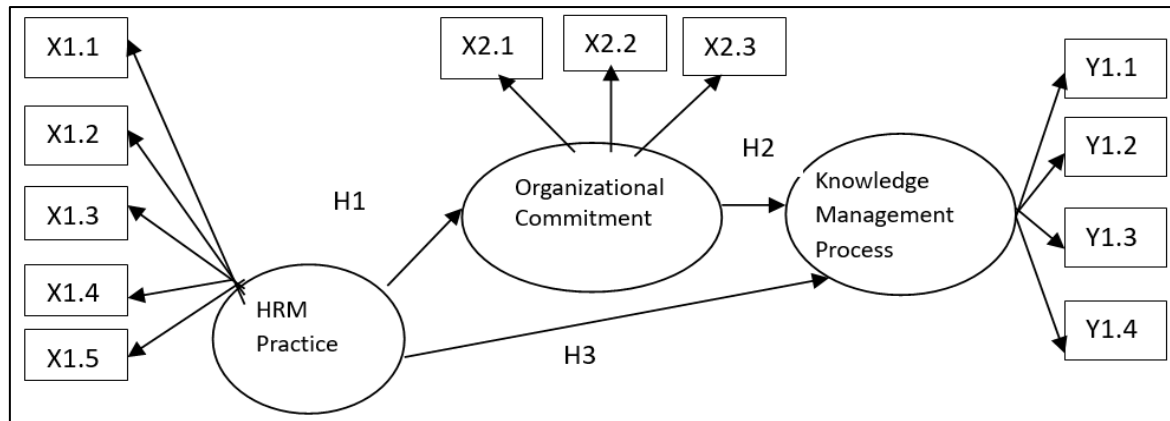 X1.1
X1.2
X1.3
X1.4
X1.5
HRM
Practice
H1
X2.1
X2.2
X2.3
Organizational
Commitment
H2
H3
Knowledge
Management
Process
Y1.1
Y1.2
Y1.3
Y1.4